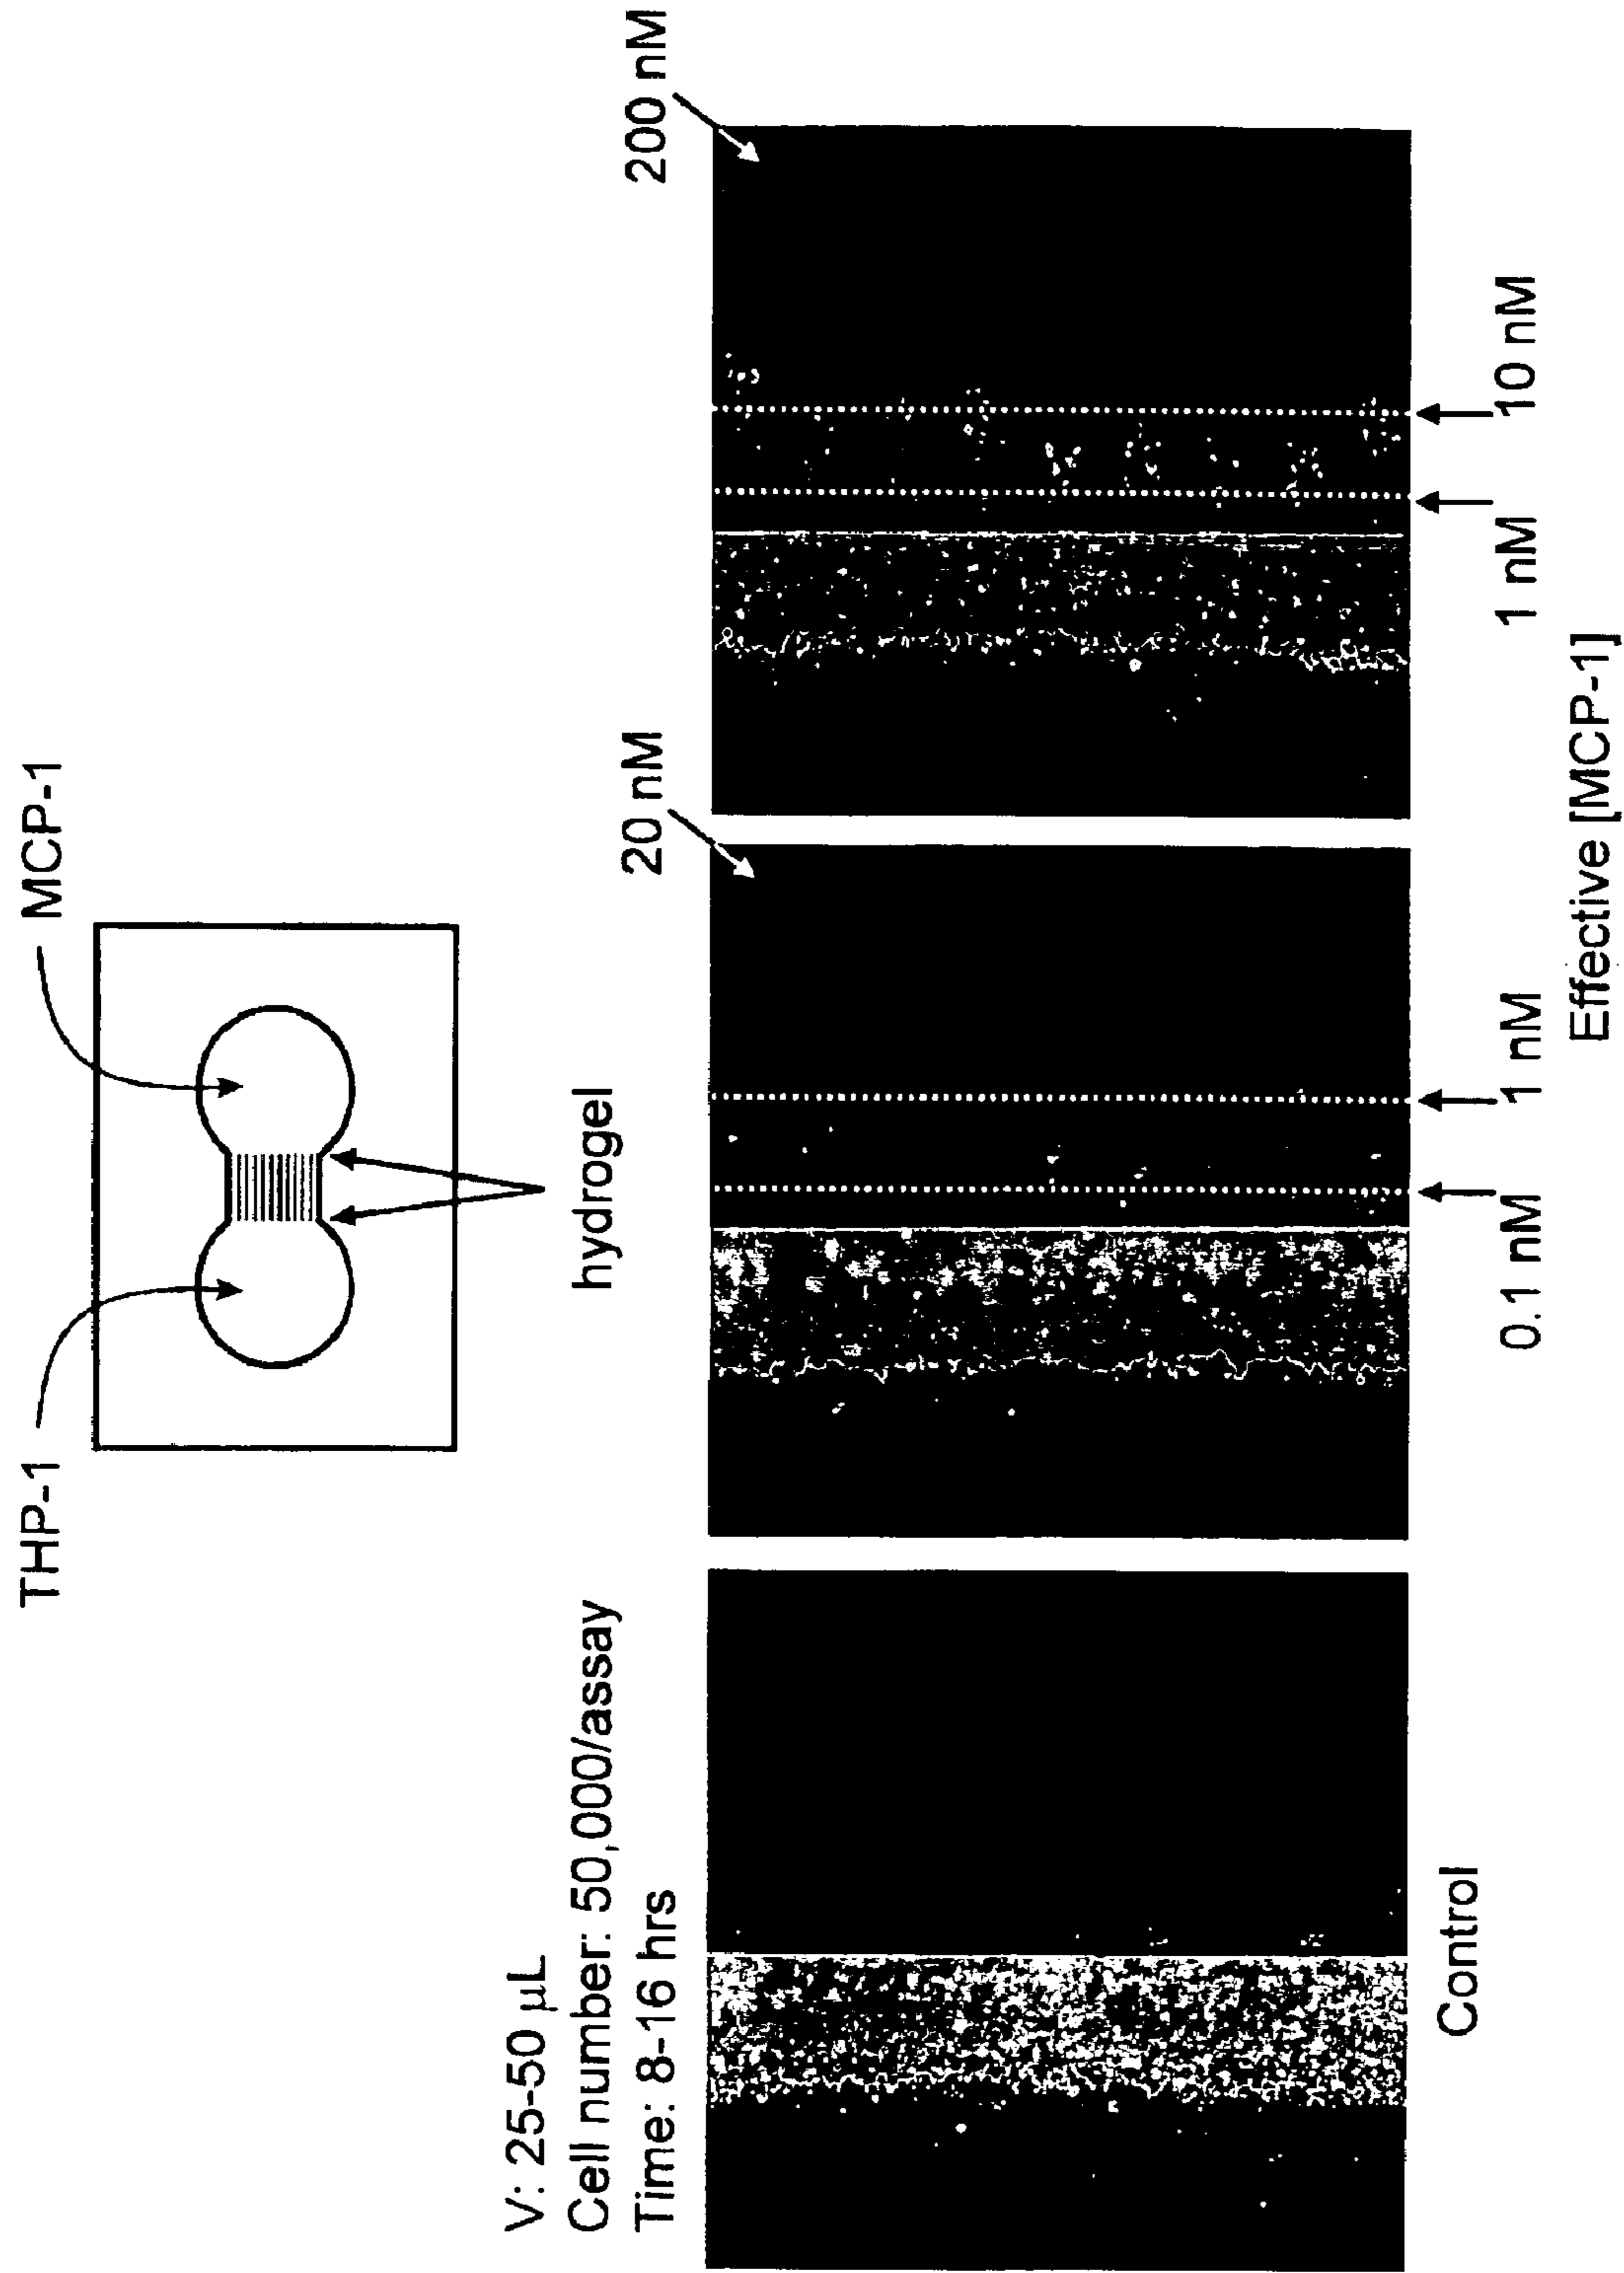 THP-1
MCP-1
hydrogel
V: 25-50 µL
Cell number: 50,000/assay
Time: 8-16 hrs
20 nM
200 nM
Control
0.1 nM
1 nM
1 nM
10 nM
Effective [MCP-1]